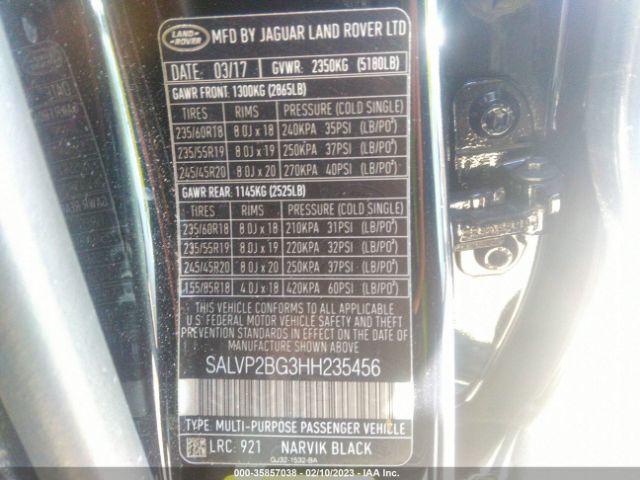 LAND-
ROVER
MFD BY JAGUAR LAND ROVER LTD
DATE: 03/17 GVWR: 2350KG (5180LB)
GAWR FRONT: 1300KG (2865LB)
TIRES RIMS PRESSURE (COLD SINGLE)
235/60R18 8.0J x 18 240KPA 35PSI (LB/PO²)
235/55R19 8.0J x 19 250KPA 37PSI (LB/PO²)
245/45R20 8.0J x 20 270KPA 40PSI (LB/PO²)
GAWR REAR: 1145KG (2525LB)
TIRES RIMS PRESSURE (COLD SINGLE)
235/60R18 8.0J x 18 210KPA 31PSI (LB/PO²)
235/55R19 8.0J x 19 220KPA 32PSI (LB/PO²)
245/45R20 8.0J x 20 250KPA 37PSI (LB/PO²)
155/85R18 4.0J x 18 420KPA 60PSI (LB/PO²)
THIS VEHICLE CONFORMS TO ALL APPLICABLE
U.S. FEDERAL MOTOR VEHICLE SAFETY AND THEFT
PREVENTION STANDARDS IN EFFECT ON THE DATE OF
MANUFACTURE SHOWN ABOVE.
SALVP2BG3HH235456
TYPE: MULTI-PURPOSE PASSENGER VEHICLE
LRC: 921 NARVIK BLACK
GJ32-1532-BA
000-35857038 - 02/10/2023 - IAA Inc.